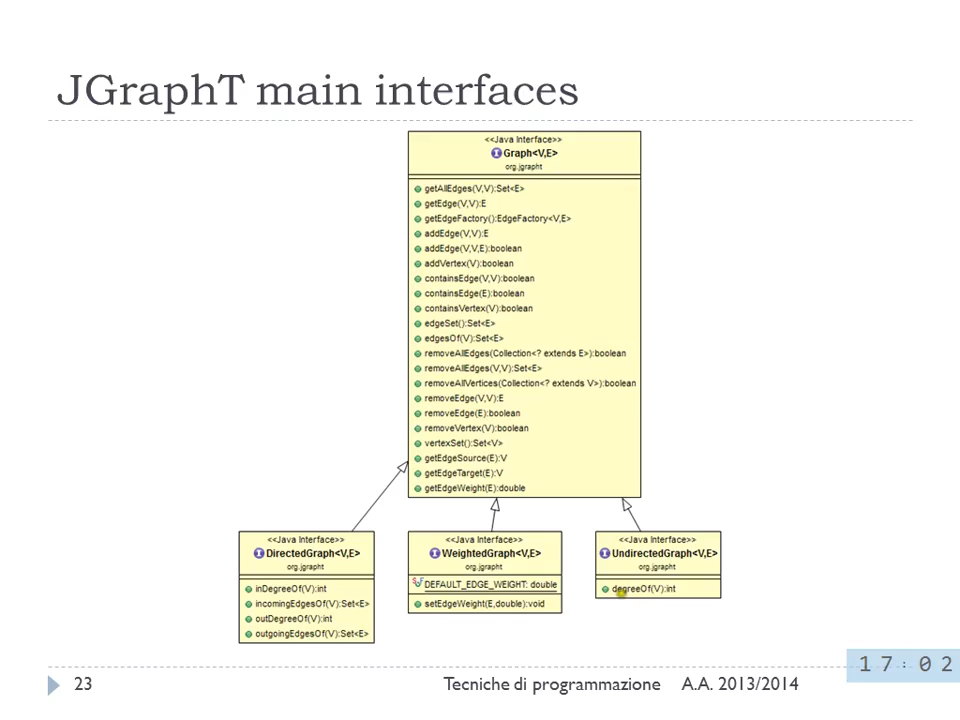 JGraphT main interfaces
<<Java Interface>>
Graph<V,E>
org.jgrapht
getAllEdges(V,V):Set<E>
getEdge(V,V):E
getEdgeFactory():EdgeFactory<V,E>
addEdge(V,V):E
addEdge(V,V,E):boolean
addVertex(V):boolean
containsEdge(V,V):boolean
containsEdge(E):boolean
containsVertex(V):boolean
edgeSet():Set<E>
edgesOf(V):Set<E>
removeAllEdges(Collection<? extends E>):boolean
removeAllEdges(V,V):Set<E>
removeAllVertices(Collection<? extends V>):boolean
removeEdge(V,V):E
removeEdge(E):boolean
removeVertex(V):boolean
vertexSet():Set<V>
getEdgeSource(E):V
getEdgeTarget(E):V
getEdgeWeight(E):double
<<Java Interface>>
DirectedGraph<V,E>
org.jgrapht
inDegreeOf(V):int
incomingEdgesOf(V):Set<E>
outDegreeOf(V):int
outgoingEdgesOf(V):Set<E>
<<Java Interface>>
WeightedGraph<V,E>
org.jgrapht
DEFAULT_EDGE_WEIGHT: double
setEdgeWeight(E,double):void
<<Java Interface>>
UndirectedGraph<V,E>
org.jgrapht
degreeOf(V):int
23 Tecniche di programmazione A.A. 2013/2014
17:02